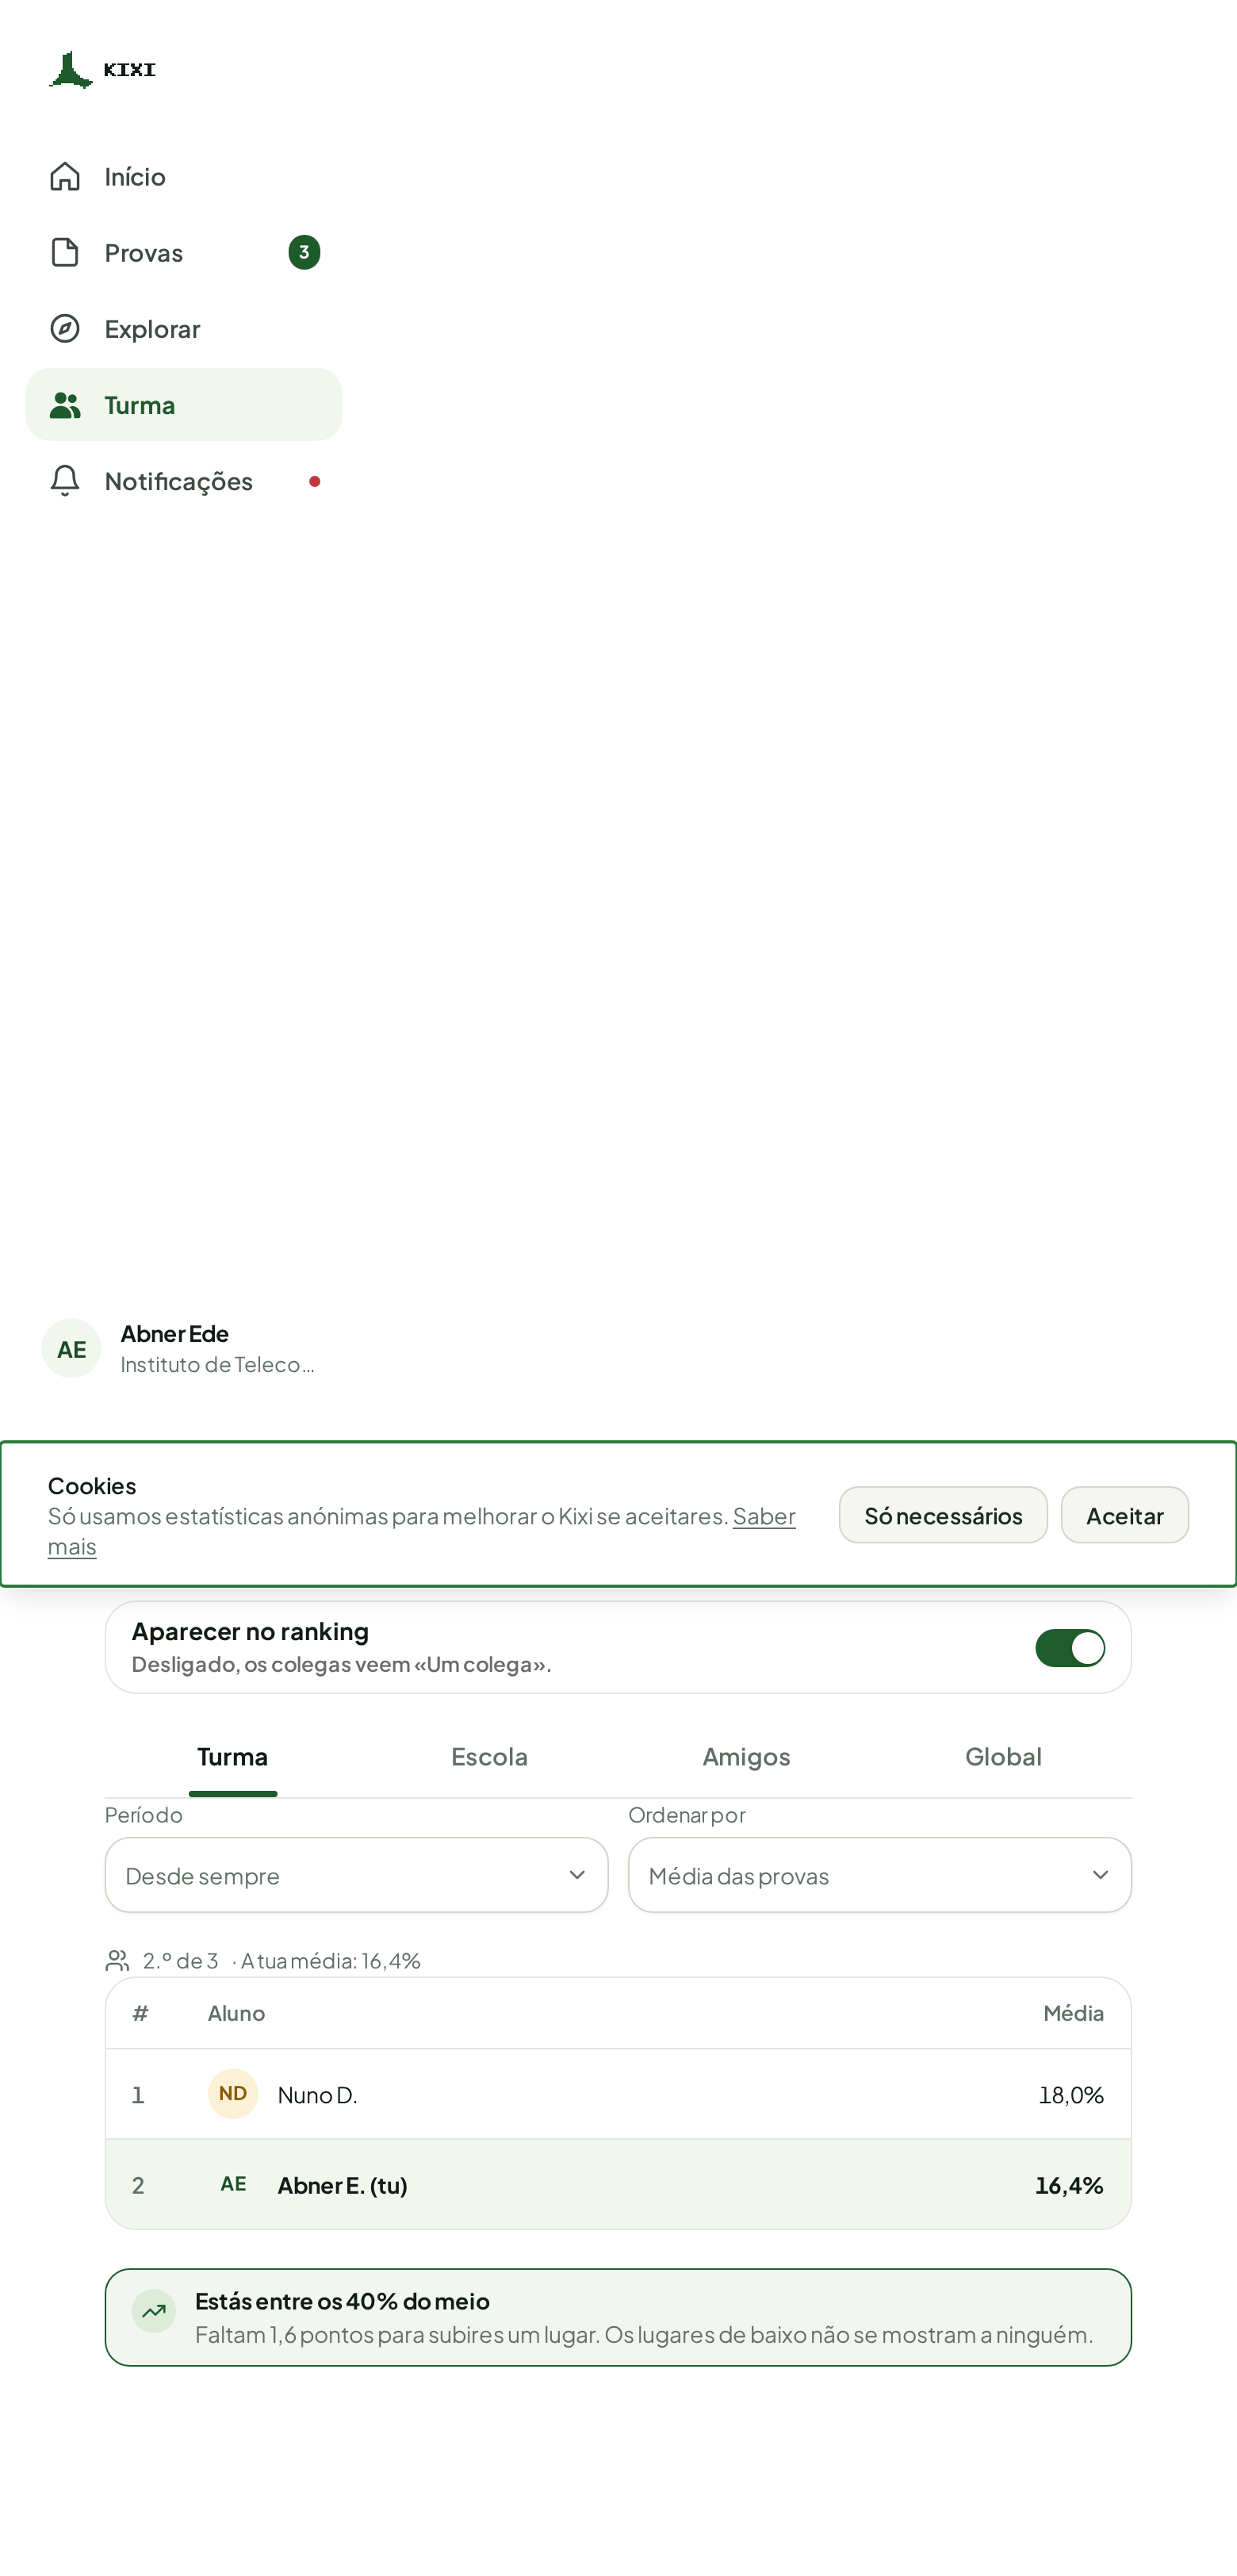 KIXI
Início
Provas
3
Explorar
Turma
Notificações
AE
Abner Ede
Instituto de Teleco...
Cookies
Só usamos estatísticas anónimas para melhorar o Kixi se aceitares. Saber
mais
Só necessários
Aceitar
Aparecer no ranking
Desligado, os colegas veem «Um colega».
Turma
Escola
Amigos
Global
Período
Ordenar por
Desde sempre
Média das provas
2.º de 3 · A tua média: 16,4%
# Aluno Média
1 ND Nuno D. 18,0%
2 AE Abner E. (tu) 16,4%
Estás entre os 40% do meio
Faltam 1,6 pontos para subires um lugar. Os lugares de baixo não se mostram a ninguém.